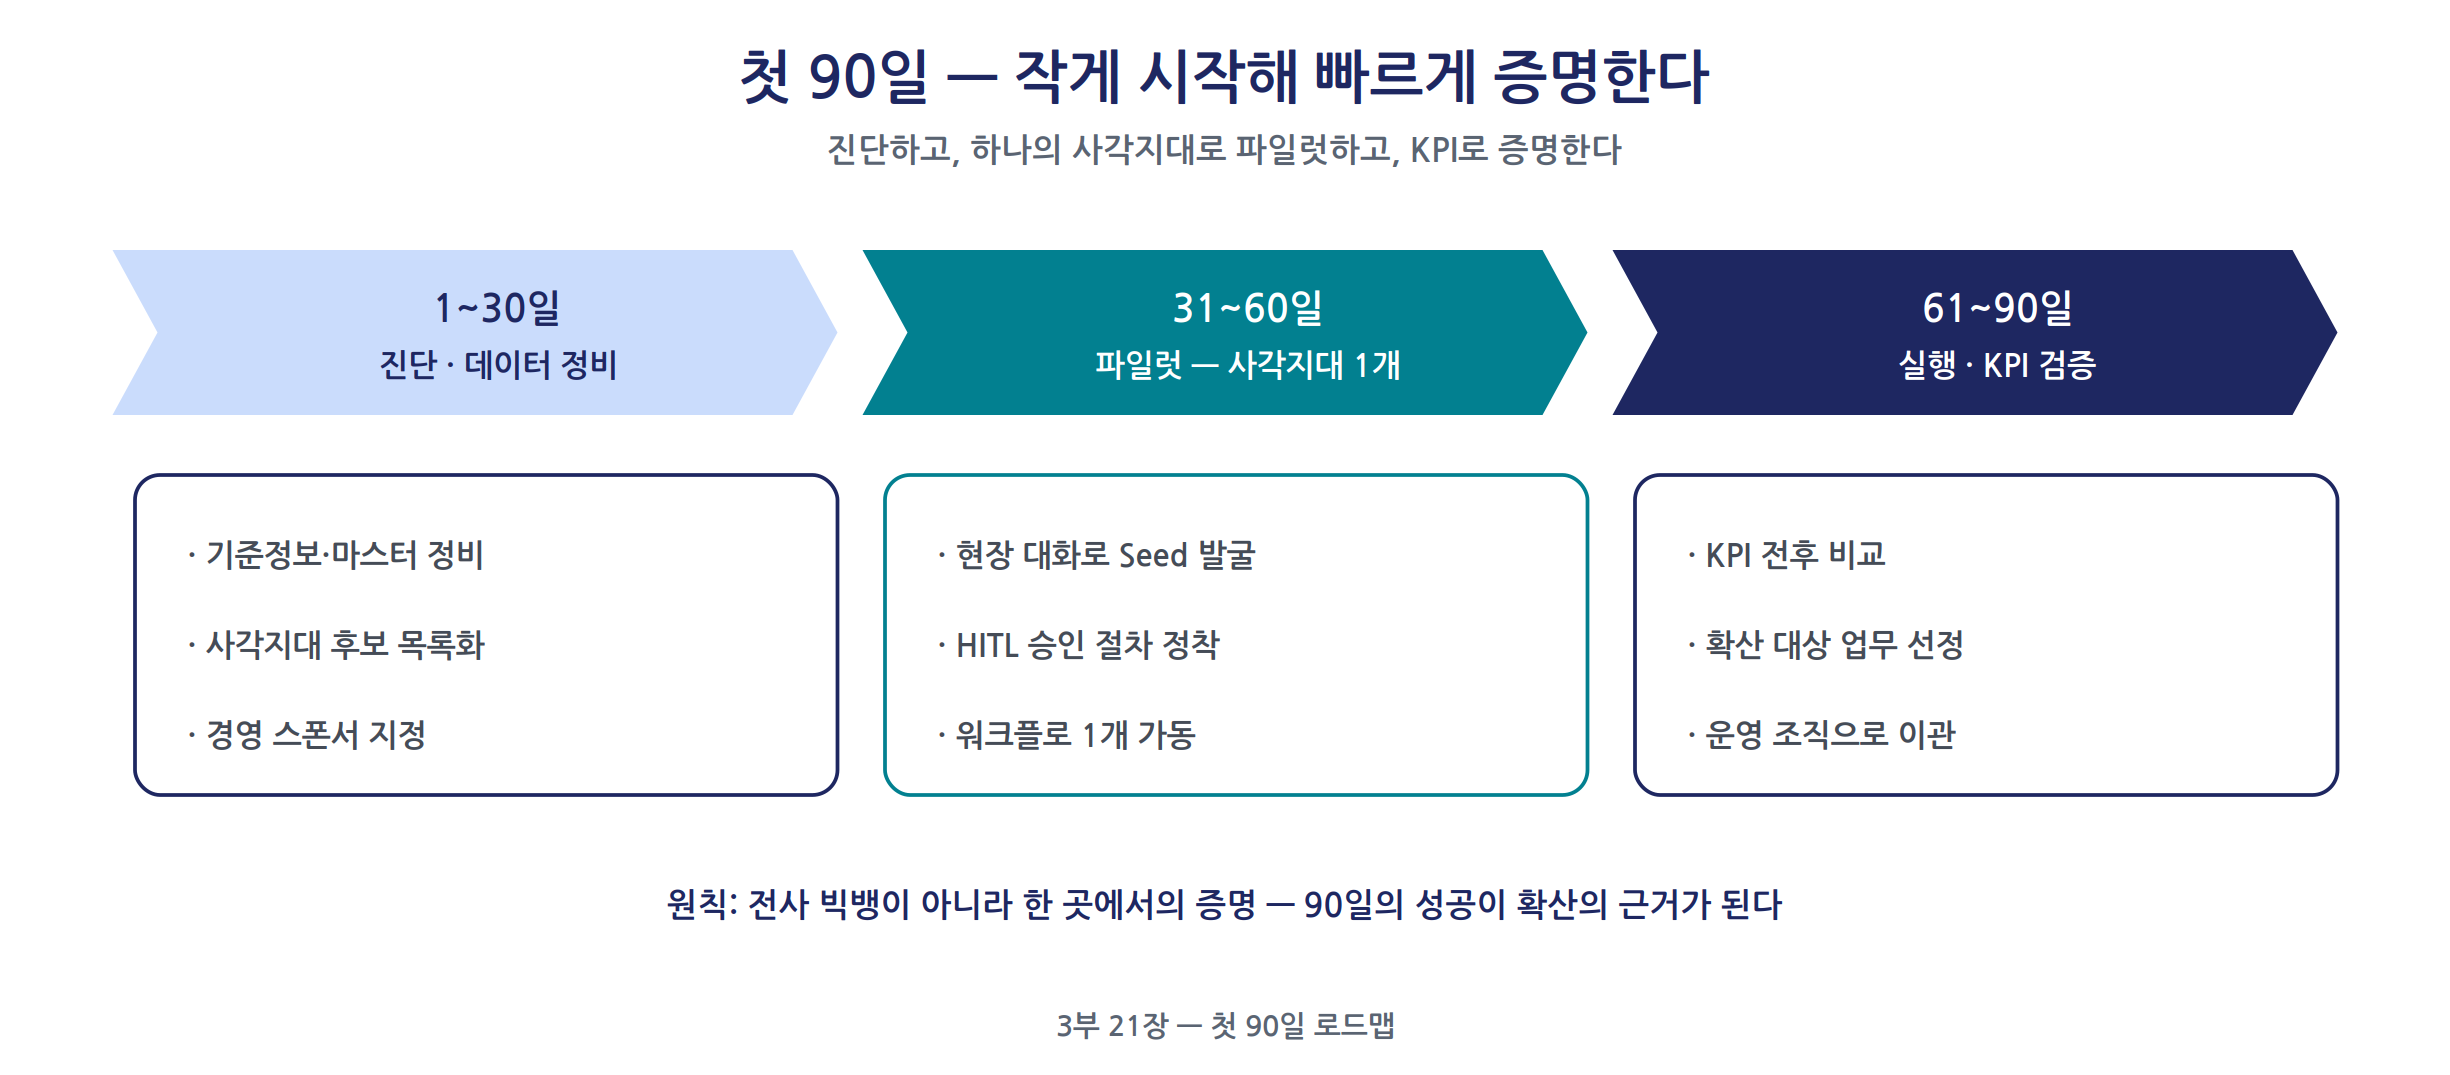 첫 90일 — 작게 시작해 빠르게 증명한다
진단하고, 하나의 사각지대로 파일럿하고, KPI로 증명한다
1~30일
진단 · 데이터 정비
31~60일
파일럿 — 사각지대 1개
61~90일
실행 · KPI 검증
· 기준정보·마스터 정비
· 사각지대 후보 목록화
· 경영 스폰서 지정
· 현장 대화로 Seed 발굴
· HITL 승인 절차 정착
· 워크플로 1개 가동
· KPI 전후 비교
· 확산 대상 업무 선정
· 운영 조직으로 이관
원칙: 전사 빅뱅이 아니라 한 곳에서의 증명 — 90일의 성공이 확산의 근거가 된다
3부 21장 — 첫 90일 로드맵